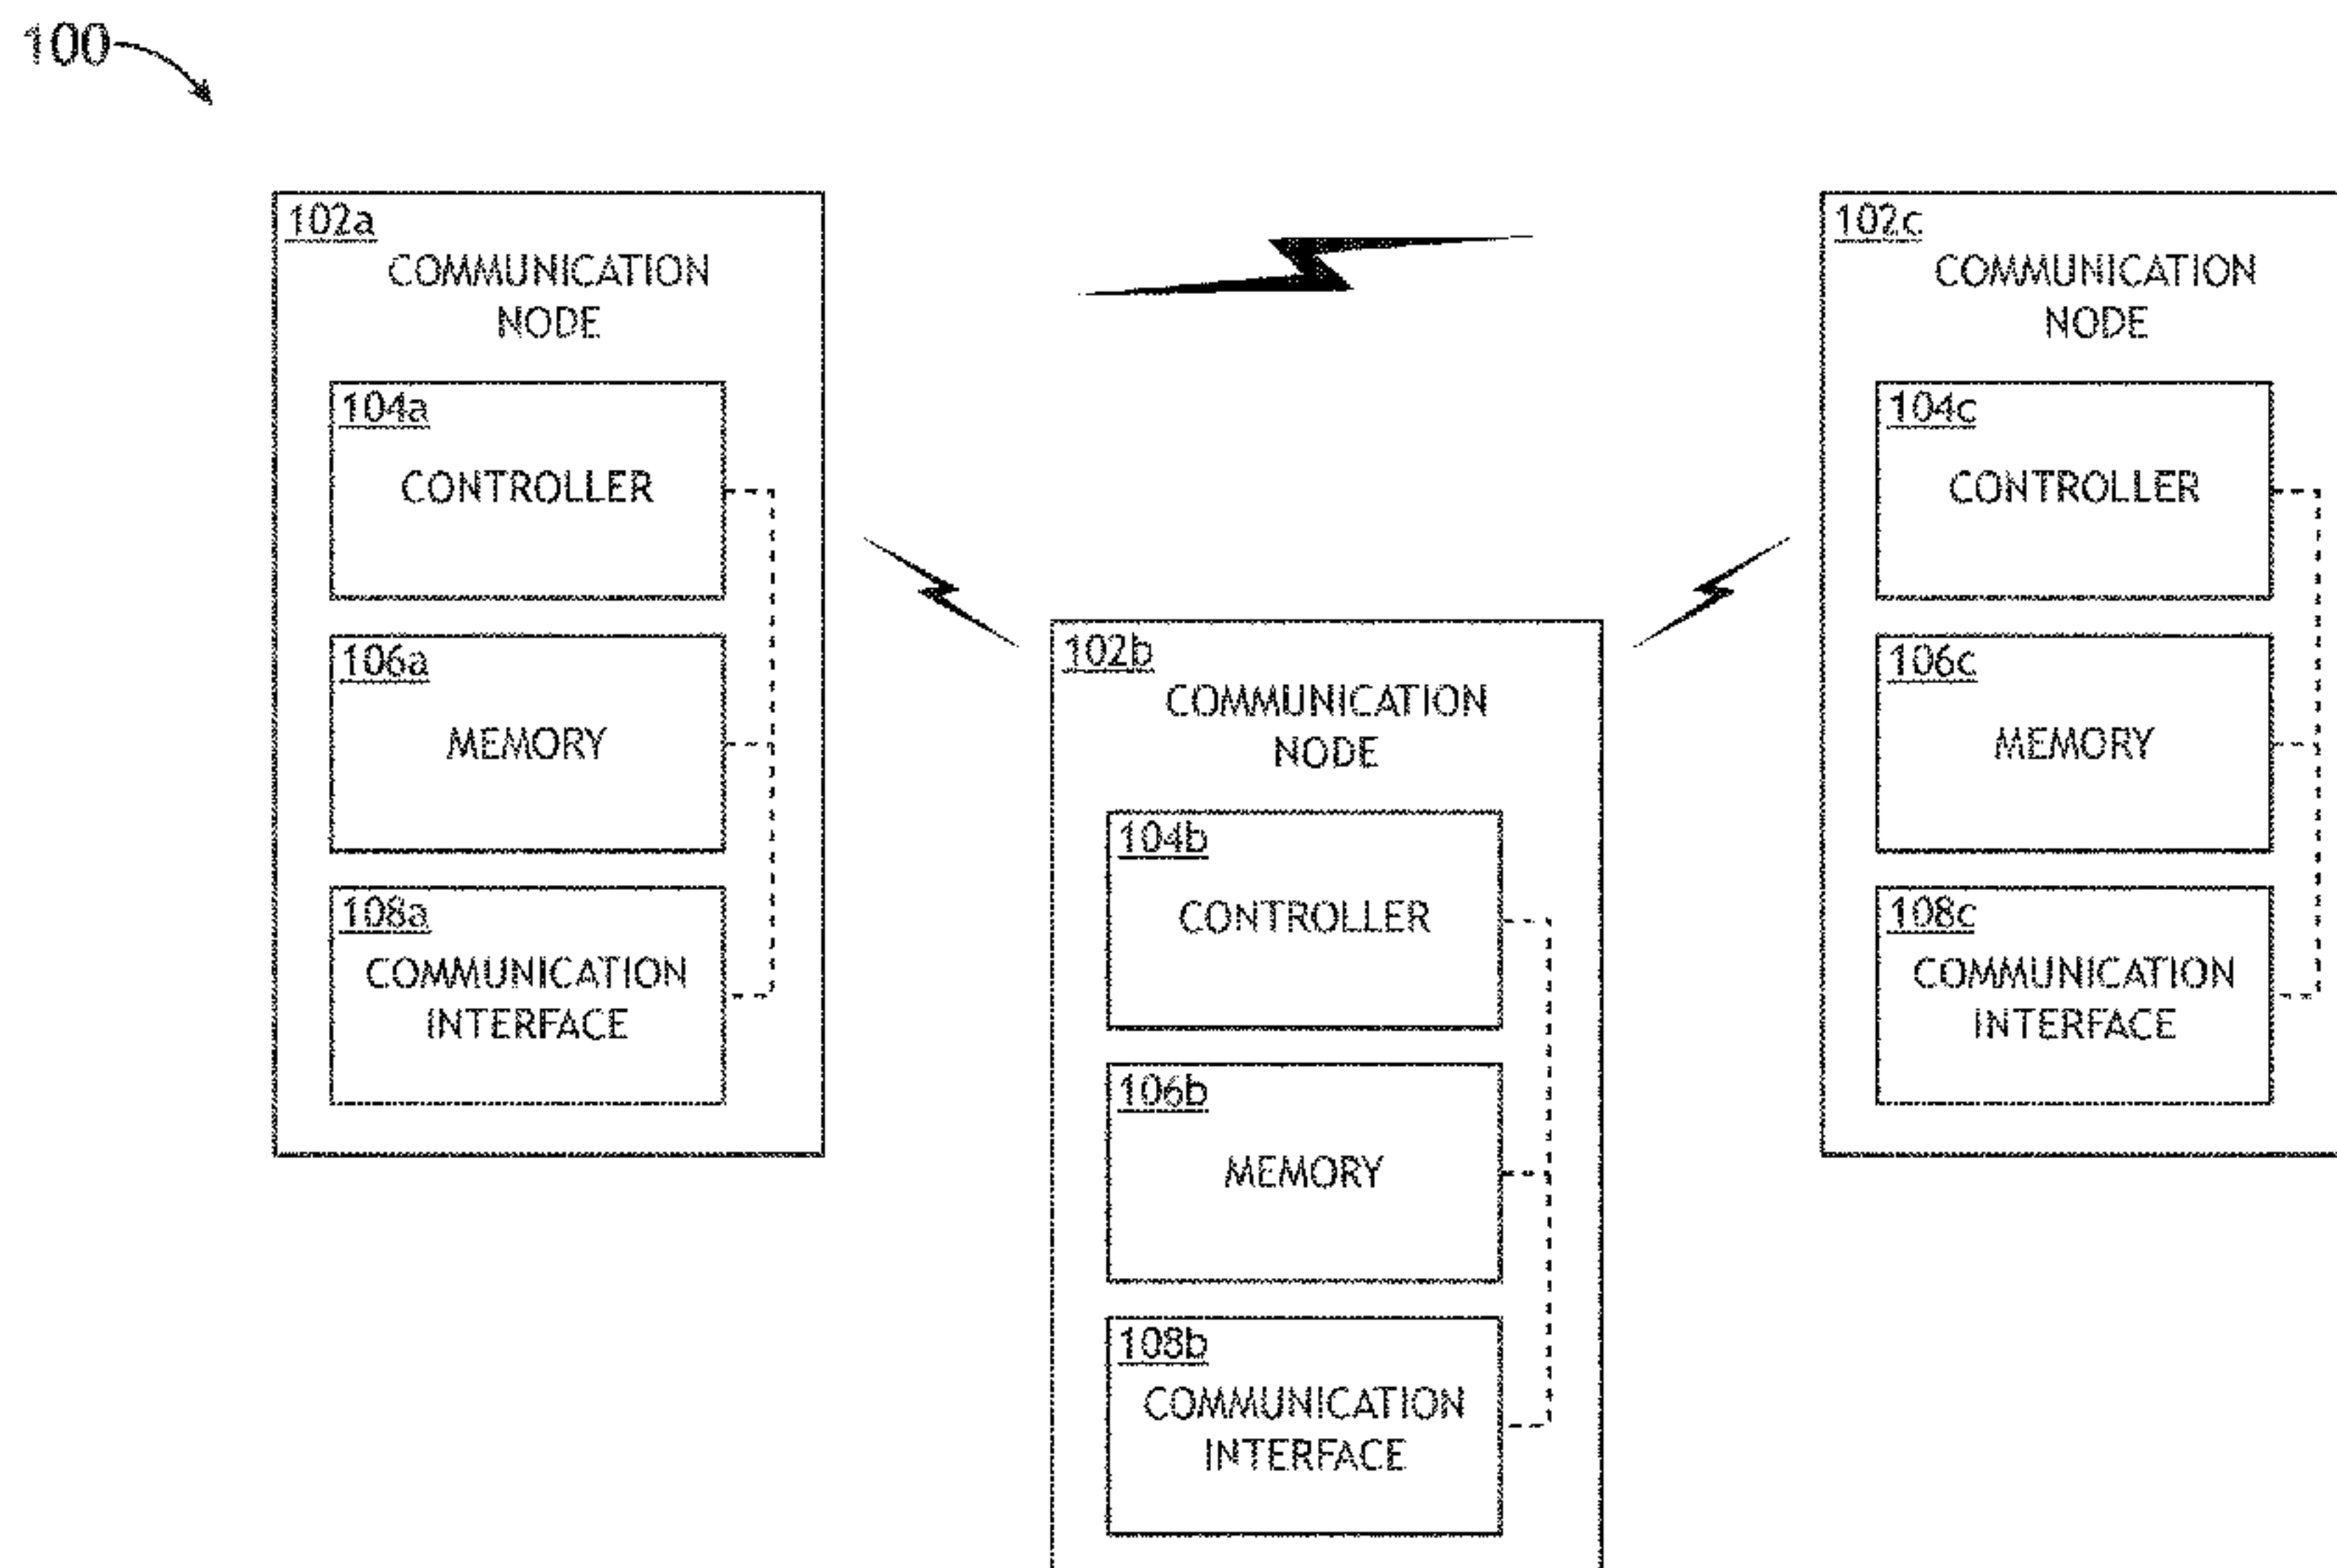 100
102a
COMMUNICATION
NODE
104a
CONTROLLER
106a
MEMORY
108a
COMMUNICATION
INTERFACE
102b
COMMUNICATION
NODE
104b
CONTROLLER
106b
MEMORY
108b
COMMUNICATION
INTERFACE
102c
COMMUNICATION
NODE
104c
CONTROLLER
106c
MEMORY
108c
COMMUNICATION
INTERFACE